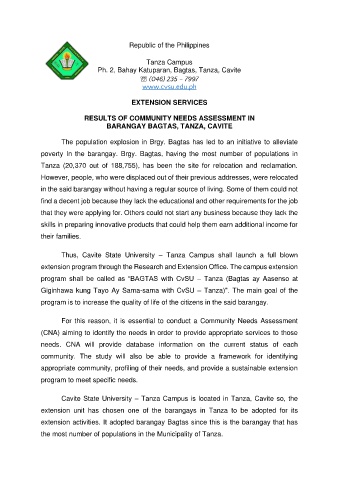 Republic of the Philippines
Tanza Campus
Ph. 2, Bahay Katuparan, Bagtas, Tanza, Cavite
☏ (046) 235 – 7997
www.cvsu.edu.ph
EXTENSION SERVICES
RESULTS OF COMMUNITY NEEDS ASSESSMENT IN
BARANGAY BAGTAS, TANZA, CAVITE
The population explosion in Brgy. Bagtas has led to an initiative to alleviate
poverty in the barangay. Brgy. Bagtas, having the most number of populations in
Tanza (20,370 out of 188,755), has been the site for relocation and reclamation.
However, people, who were displaced out of their previous addresses, were relocated
in the said barangay without having a regular source of living. Some of them could not
find a decent job because they lack the educational and other requirements for the job
that they were applying for. Others could not start any business because they lack the
skills in preparing innovative products that could help them earn additional income for
their families.
Thus, Cavite State University – Tanza Campus shall launch a full blown
extension program through the Research and Extension Office. The campus extension
program shall be called as “BAGTAS with CvSU – Tanza (Bagtas ay Aasenso at
Giginhawa kung Tayo Ay Sama-sama with CvSU – Tanza)”. The main goal of the
program is to increase the quality of life of the citizens in the said barangay.
For this reason, it is essential to conduct a Community Needs Assessment
(CNA) aiming to identify the needs in order to provide appropriate services to those
needs. CNA will provide database information on the current status of each
community. The study will also be able to provide a framework for identifying
appropriate community, profiling of their needs, and provide a sustainable extension
program to meet specific needs.
Cavite State University – Tanza Campus is located in Tanza, Cavite so, the
extension unit has chosen one of the barangays in Tanza to be adopted for its
extension activities. It adopted barangay Bagtas since this is the barangay that has
the most number of populations in the Municipality of Tanza.